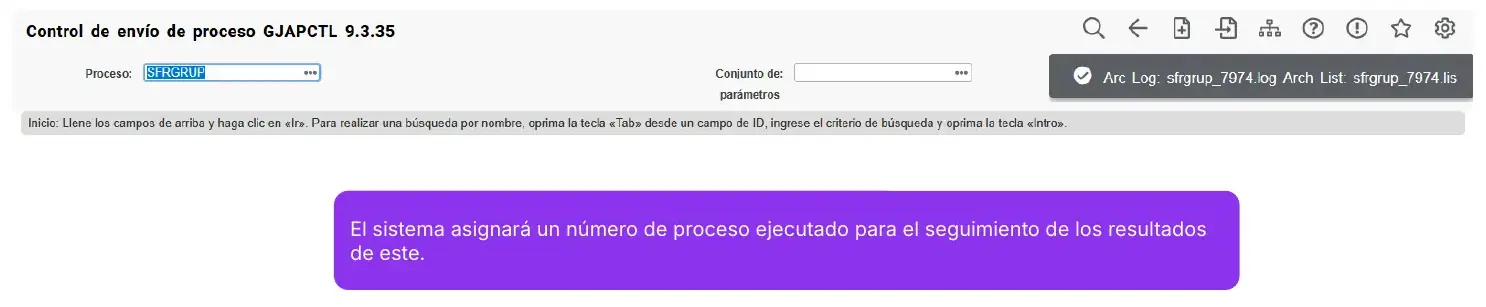 Control de envío de proceso GJAPCTL 9.3.35
Proceso: SFRGRUP
Conjunto de:
parámetros
Arc Log: sfrgrup_7974.log Arch List: sfrgrup_7974.lis
Inicio: Llene los campos de arriba y haga clic en «Ir». Para realizar una búsqueda por nombre, oprima la tecla «Tab» desde un campo de ID, ingrese el criterio de búsqueda y oprima la tecla «Intro».
El sistema asignará un número de proceso ejecutado para el seguimiento de los resultados
de este.